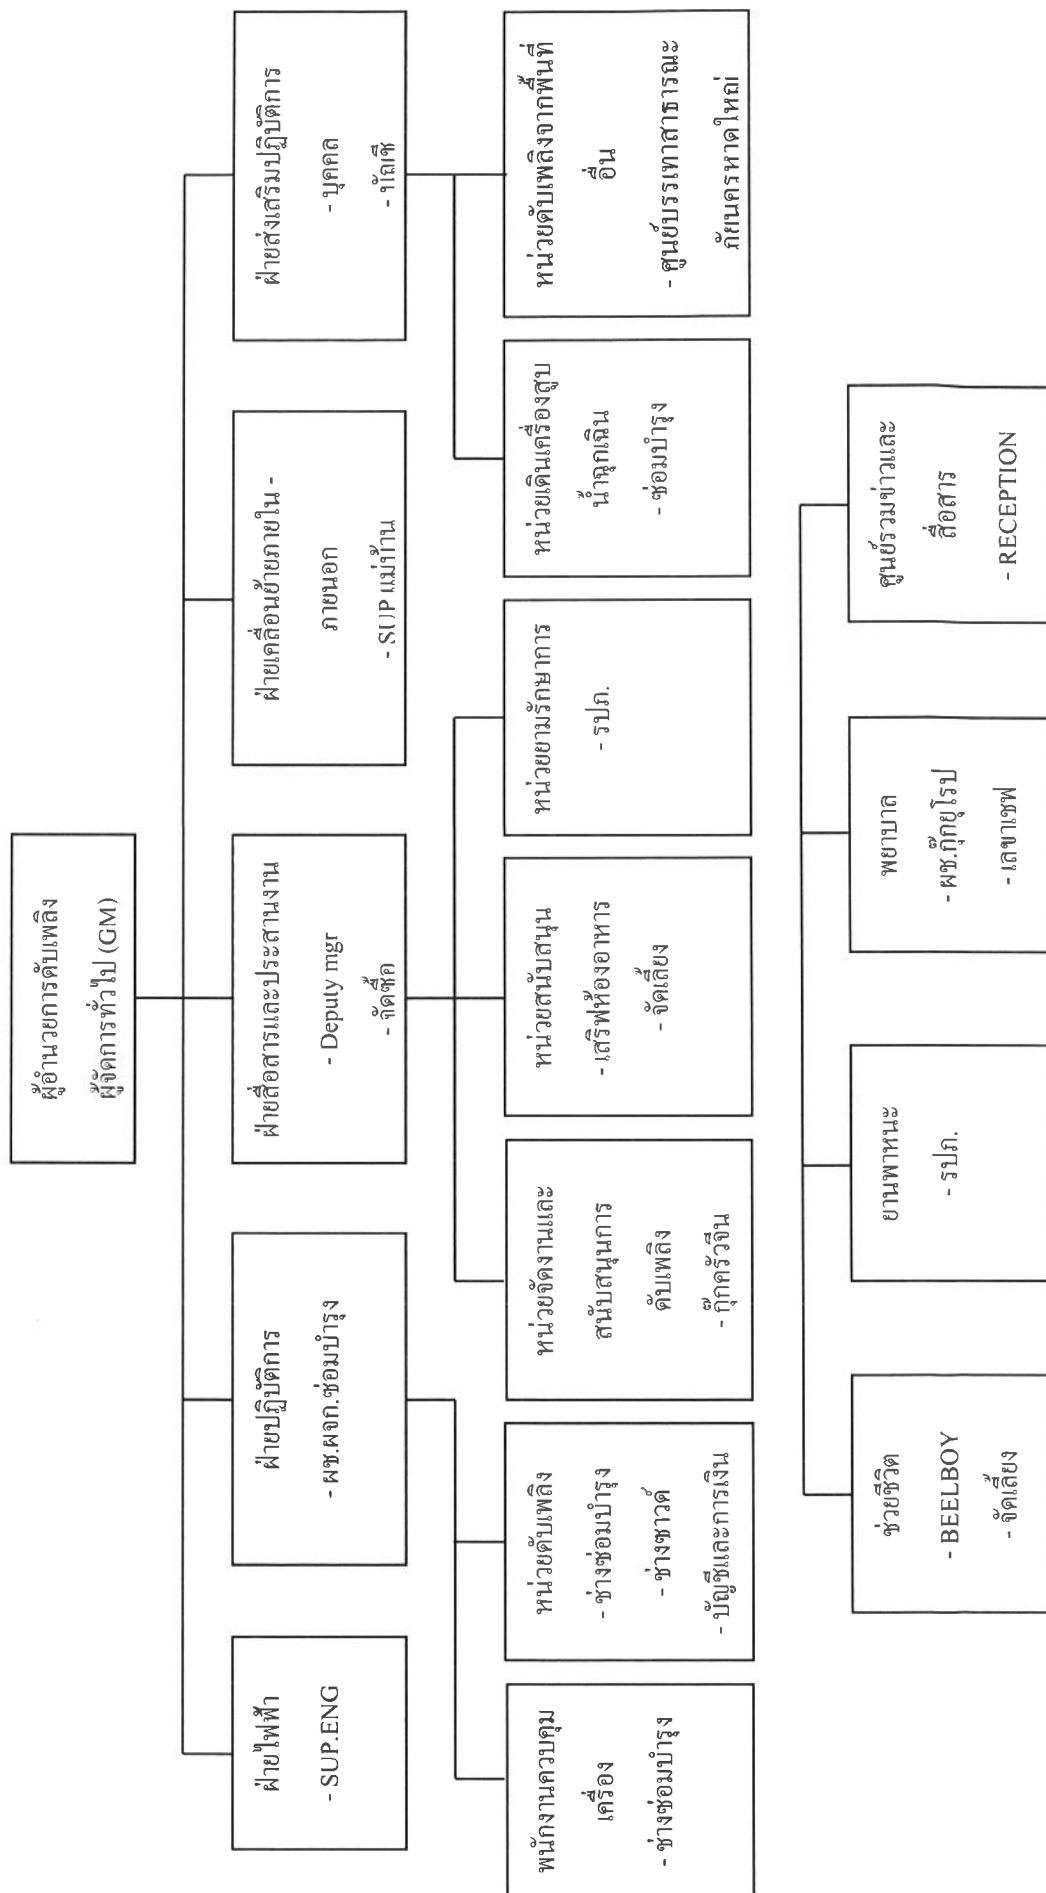 ผู้อำนวยการดับเพลิง
ผู้จัดการทั่วไป (GM)
ฝ่ายไฟฟ้า
- SUP.ENG
ฝ่ายปฏิบัติการ
- ผช.ผจก.ซ่อมบำรุง
ฝ่ายสื่อสารและประสานงาน
- Deputy mgr
- จัดซื้อ
ฝ่ายเคลื่อนย้ายภายใน -
ภายนอก
- SUP แม่บ้าน
ฝ่ายส่งเสริมปฏิบัติการ
- บุคคล
- บัญชี
พนักงานควบคุม
เครื่อง
- ช่างซ่อมบำรุง
หน่วยดับเพลิง
- ช่างซ่อมบำรุง
- ช่างซาวด์
- บัญชีและการเงิน
หน่วยจัดงานและ
สนับสนุนการ
ดับเพลิง
- กุ๊กครัวจีน
หน่วยสนับสนุน
- เสริฟห้องอาหาร
- จัดเลี้ยง
หน่วยยามรักษาการ
- รปภ.
หน่วยเดินเครื่องสูบ
น้ำฉุกเฉิน
- ซ่อมบำรุง
หน่วยดับเพลิงจากพื้นที่
อื่น
- ศูนย์บรรเทาสาธารณะ
ภัยนครหาดใหญ่
ช่วยชีวิต
- BEELBOY
- จัดเลี้ยง
ยานพาหนะ
- รปภ.
พยาบาล
- ผช.กุ๊กยุโรป
- เลขาเชฟ
ศูนย์รวมข่าวและ
สื่อสาร
- RECEPTION